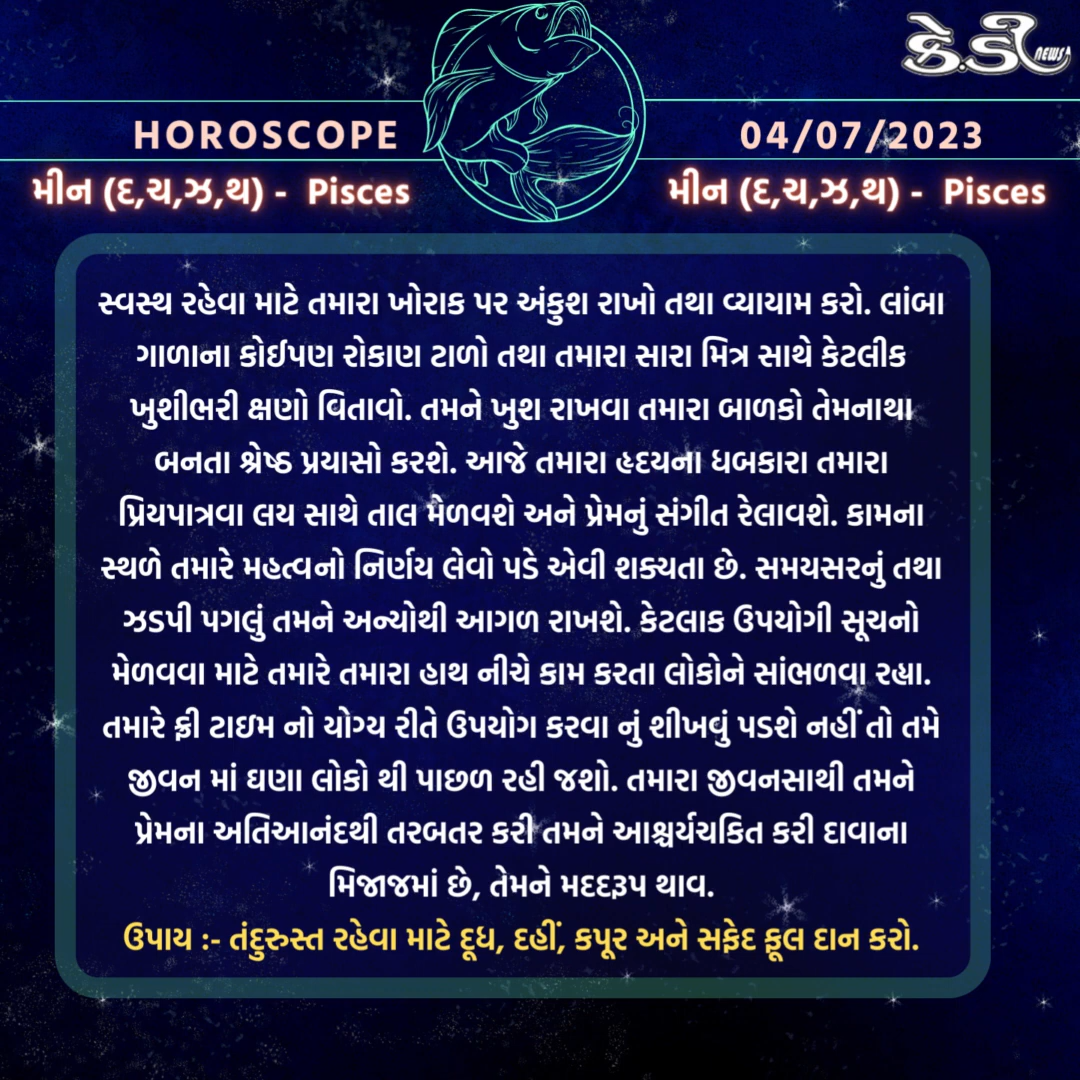 કે.ડી NEWS
HOROSCOPE
04/07/2023
મીન (દ,ચ,ઝ,થ) - Pisces
મીન (દ,ચ,ઝ,થ) - Pisces
સ્વસ્થ રહેવા માટે તમારા ખોરાક પર અંકુશ રાખો તથા વ્યાયામ કરો. લાંબા
ગાળાના કોઈપણ રોકાણ ટાળો તથા તમારા સારા મિત્ર સાથે કેટલીક
ખુશીભરી ક્ષણો વિતાવો. તમને ખુશ રાખવા તમારા બાળકો તેમનાથા
બનતા શ્રેષ્ઠ પ્રયાસો કરશે. આજે તમારા હૃદયના ધબકારા તમારા
પ્રિયપાત્રવા લય સાથે તાલ મેળવશે અને પ્રેમનું સંગીત રેલાવશે. કામના
સ્થળે તમારે મહત્વનો નિર્ણય લેવો પડે એવી શક્યતા છે. સમયસરનું તથા
ઝડપી પગલું તમને અન્યોથી આગળ રાખશે. કેટલાક ઉપયોગી સૂચનો
મેળવવા માટે તમારે તમારા હાથ નીચે કામ કરતા લોકોને સાંભળવા રહ્યા.
તમારે ફ્રી ટાઇમ નો યોગ્ય રીતે ઉપયોગ કરવા નું શીખવું પડશે નહીં તો તમે
જીવન માં ઘણા લોકો થી પાછળ રહી જશો. તમારા જીવનસાથી તમને
પ્રેમના અતિઆનંદથી તરબતર કરી તમને આશ્ચર્યચકિત કરી દાવાના
મિજાજમાં છે, તેમને મદદરૂપ થાવ.
ઉપાય :- તંદુરુસ્ત રહેવા માટે દૂધ, દહીં, કપૂર અને સફેદ ફૂલ દાન કરો.